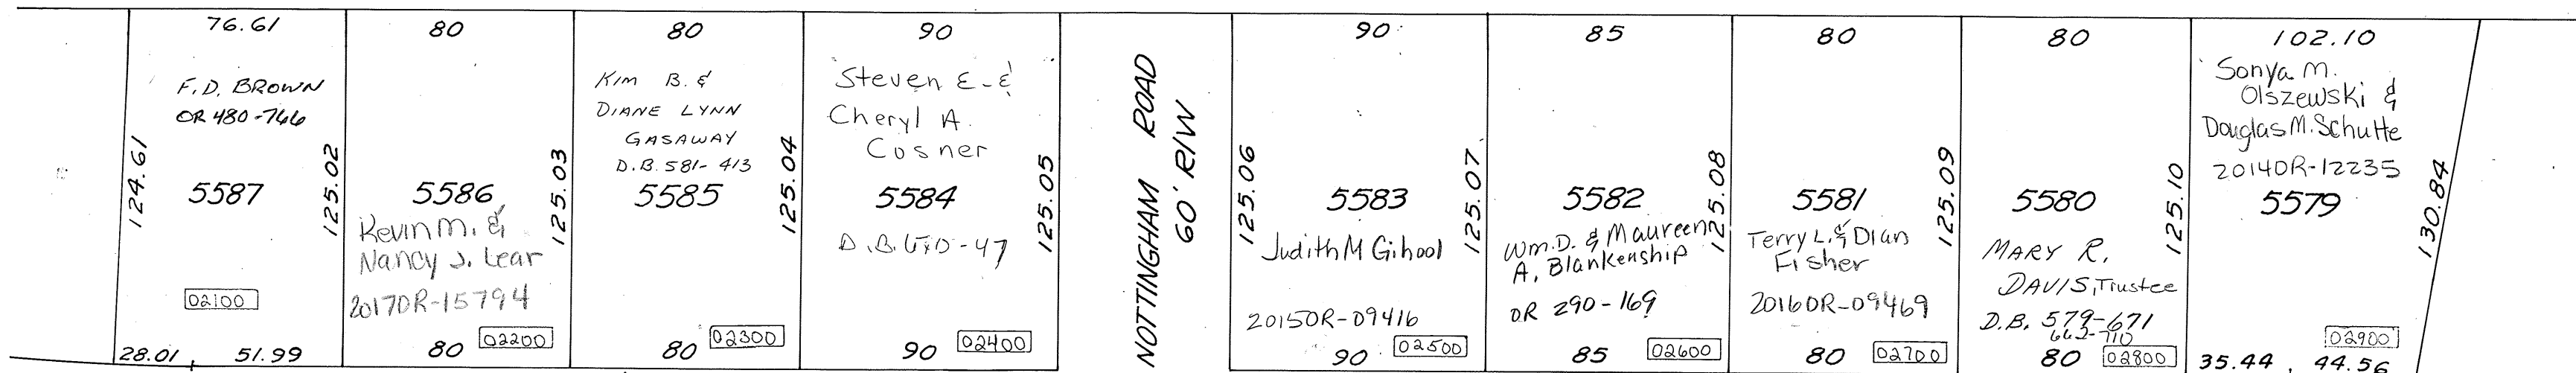 76.61
F.D. BROWN
OR 480-766
124.61
125.02
5587
02100
28.01
51.99
80
5586
Kevin M. &
Nancy J. Lear
2017OR-15794
125.03
02200
80
80
KIM B. &
DIANE LYNN
GASAWAY
D.B. 581-413
5585
125.04
02300
80
90
Steven E. &
Cheryl A.
Cosner
5584
D.B. -47
125.05
02400
90
NOTTINGHAM ROAD
60' R/W
90
125.06
5583
125.07
Judith M Gihool
2015OR-09416
02500
90
85
5582
125.08
Wm. D. & Maureen
A. Blankenship
OR 290-169
02600
85
80
5581
125.09
Terry L. & Dian
Fisher
2016OR-09469
02700
80
80
5580
125.10
MARY R.
DAVIS, Trustee
D.B. 579-671
662-710
02800
80
102.10
Sonya M.
Olszewski &
Douglas M. Schutte
2014OR-12235
5579
130.84
02900
35.44
44.56